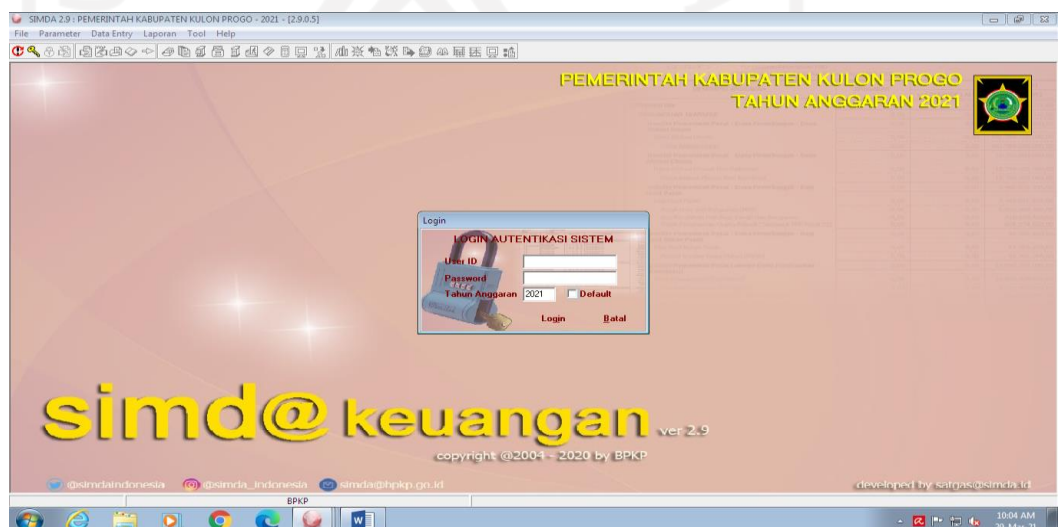 SIMDA 2.9 : PEMERINTAH KABUPATEN KULON PROGO - 2021 - [2.9.0.5]
File Parameter Data Entry Laporan Tool Help
PEMERINTAH KABUPATEN KULON PROGO
TAHUN ANGGARAN 2021
Login
LOGIN AUTENTIKASI SISTEM
User ID
Password
Tahun Anggaran 2021 Default
Login Batal
simd@ keuangan ver 2.9
copyright @2004 - 2020 by BPKP
@simdaindonesia @simda_indonesia simda@bpkp.go.id developed by satgas@simda.id
BPKP
10:04 AM